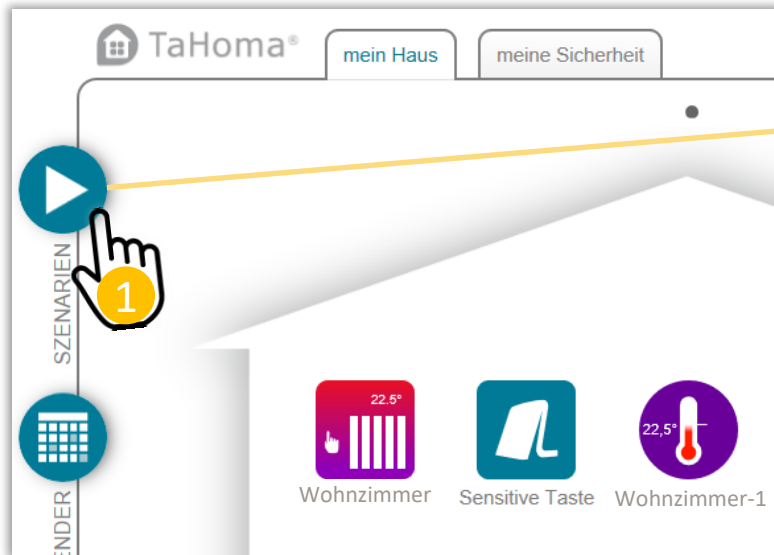 TaHoma®
mein Haus
meine Sicherheit
SZENARIEN
1
22.5°
22,5°
Wohnzimmer
Sensitive Taste
Wohnzimmer-1
ENDER